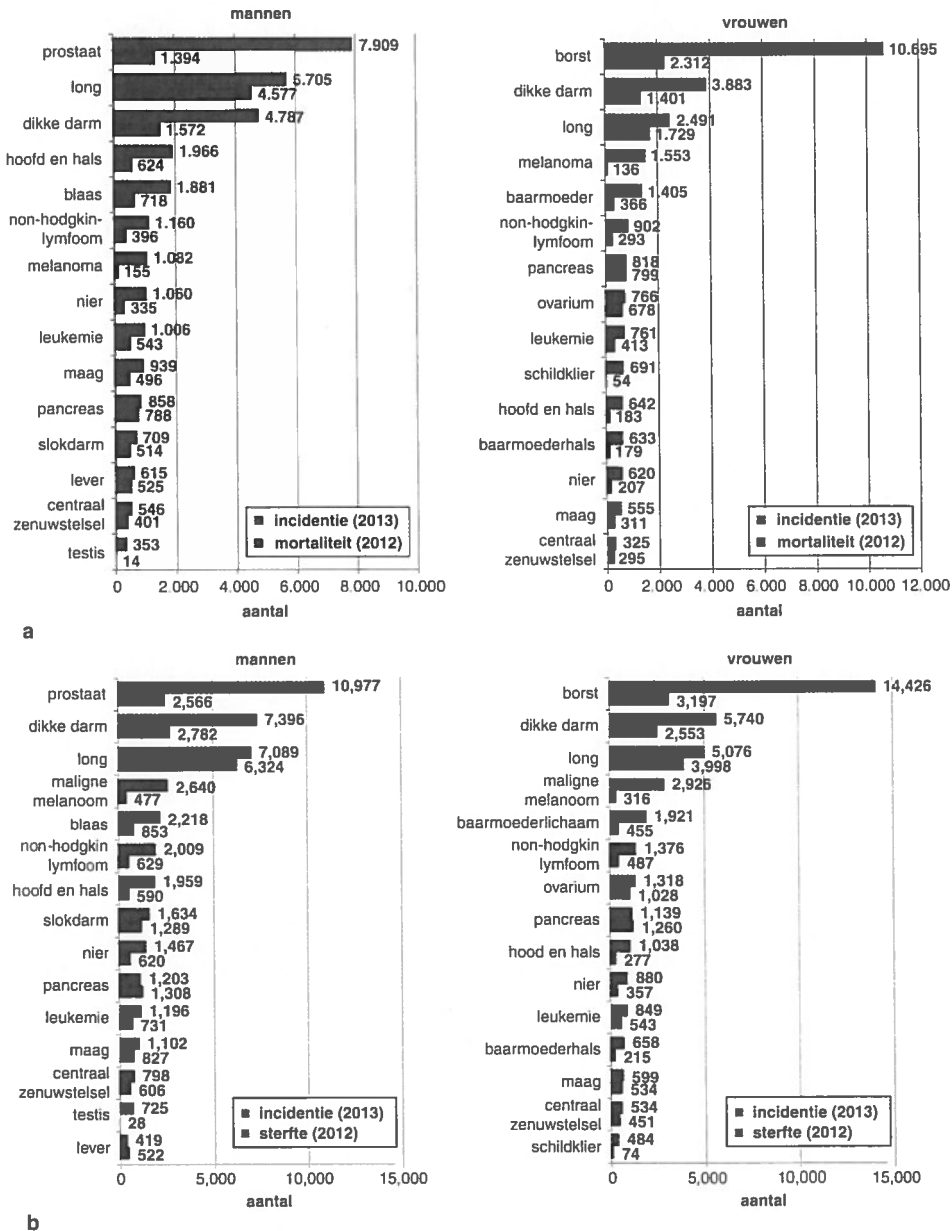 mannen
prostaat 7.909
1.394
long 5.705
4.577
dikke darm 4.787
1.572
hoofd en hals 1.966
624
blaas 1.881
718
non-hodgkin- 1.160
lymfoom 396
melanoma 1.082
155
nier 1.060
335
leukemie 1.006
543
maag 939
496
pancreas 858
788
slokdarm 709
514
lever 615
525
centraal 546
zenuwstelsel 401
testis 353
14
incidentie (2013)
mortaliteit (2012)
0 2.000 4.000 6.000 8.000 10.000
aantal
vrouwen
borst 10.695
2.312
dikke darm 3.883
1.401
long 2.491
1.729
melanoma 1.553
136
baarmoeder 1.405
366
non-hodgkin- 902
lymfoom 293
pancreas 818
799
ovarium 766
678
leukemie 761
413
schildklier 691
54
hoofd en hals 642
183
baarmoederhals 633
179
nier 620
207
maag 555
311
centraal 325
zenuwstelsel 295
incidentie (2013)
mortaliteit (2012)
0 2.000 4.000 6.000 8.000 10.000 12.000
aantal
a
mannen
prostaat 10,977
2,566
dikke darm 7,396
2,782
long 7,089
6,324
maligne 2,640
melanoom 477
blaas 2,218
853
non-hodgkin 2,009
lymfoom 629
hoofd en hals 1,959
590
slokdarm 1,634
1,289
nier 1,467
620
pancreas 1,203
1,308
leukemie 1,196
731
maag 1,102
827
centraal 798
zenuwstelsel 606
testis 725
28
lever 419
522
incidentie (2013)
sterfte (2012)
0 5,000 10,000 15,000
aantal
vrouwen
borst 14,426
3,197
dikke darm 5,740
2,553
long 5,076
3,998
maligne 2,925
melanoom 316
baarmoederlichaam 1,921
455
non-hodgkin 1,376
lymfoom 487
ovarium 1,318
1,028
pancreas 1,139
1,260
hood en hals 1,038
277
nier 880
357
leukemie 849
543
baarmoederhals 658
215
maag 599
534
centraal 534
zenuwstelsel 451
schildklier 484
74
incidentie (2013)
sterfte (2012)
0 5,000 10,000 15,000
aantal
b